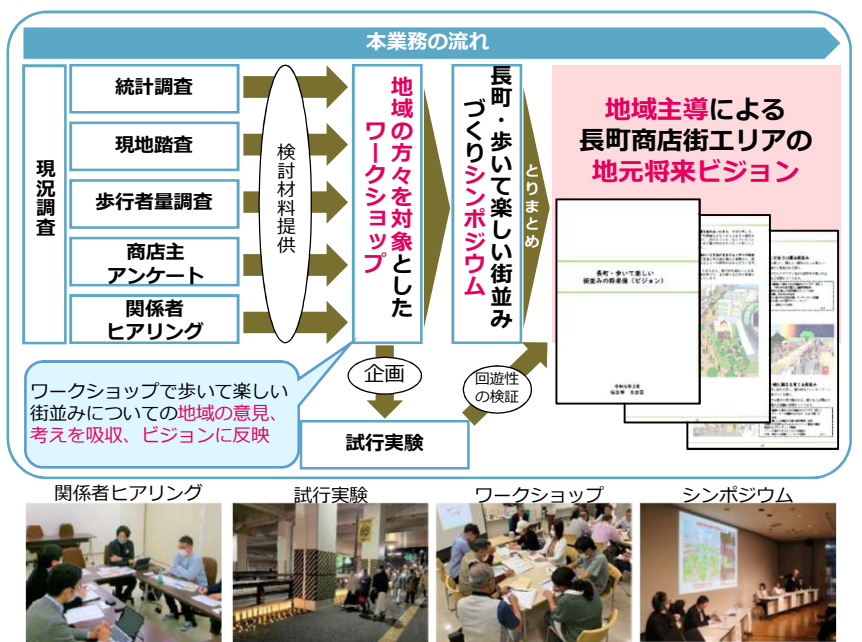 本業務の流れ
現況調査
統計調査
現地踏査
歩行者量調査
商店主
アンケート
関係者
ヒアリング
検討材料提供
地域の方々を対象とした
ワークショップ
長町・歩いて楽しい街並み
づくりシンポジウム
とりまとめ
地域主導による
長町商店街エリアの
地元将来ビジョン
長町・歩いて楽しい
街並みの将来像（ビジョン）
企画
試行実験
回遊性
の検証
ワークショップで歩いて楽しい
街並みについての地域の意見、
考えを吸収、ビジョンに反映
関係者ヒアリング
試行実験
ワークショップ
シンポジウム